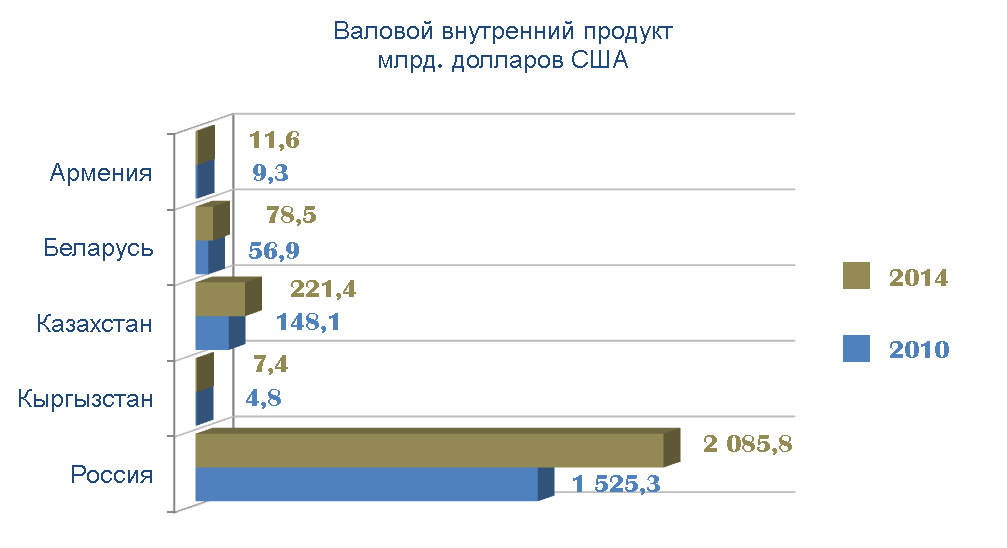 Валовой внутренний продукт
млрд. долларов США
11,6
Армения
9,3
78,5
Беларусь
56,9
221,4
2014
Казахстан
148,1
2010
7,4
Кыргызстан
4,8
2 085,8
Россия
1 525,3